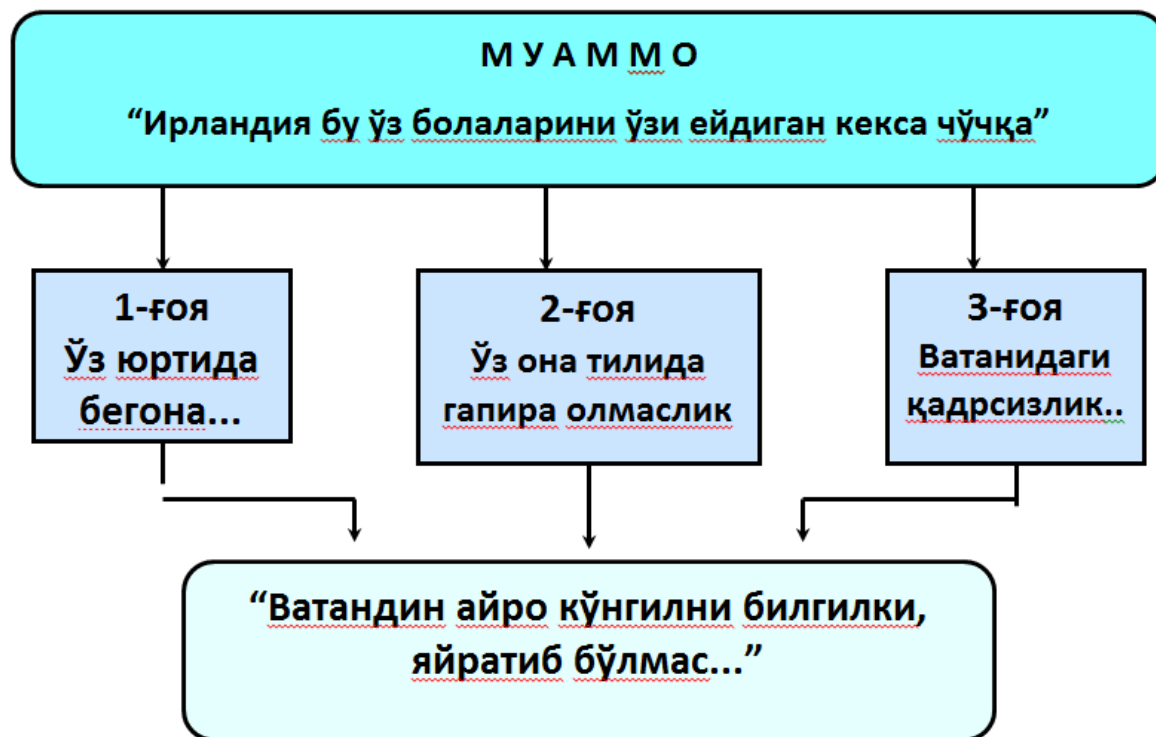 М У А М М О
“Ирландия бу ўз болаларини ўзи ейдиган кекса чўчқа”
1-ғоя
Ўз юртида
бегона...
2-ғоя
Ўз она тилида
гапира олмаслик
3-ғоя
Ватанидаги
қадрсизлик..
“Ватандин айро кўнгилни билгилки,
яйратиб бўлмас...”